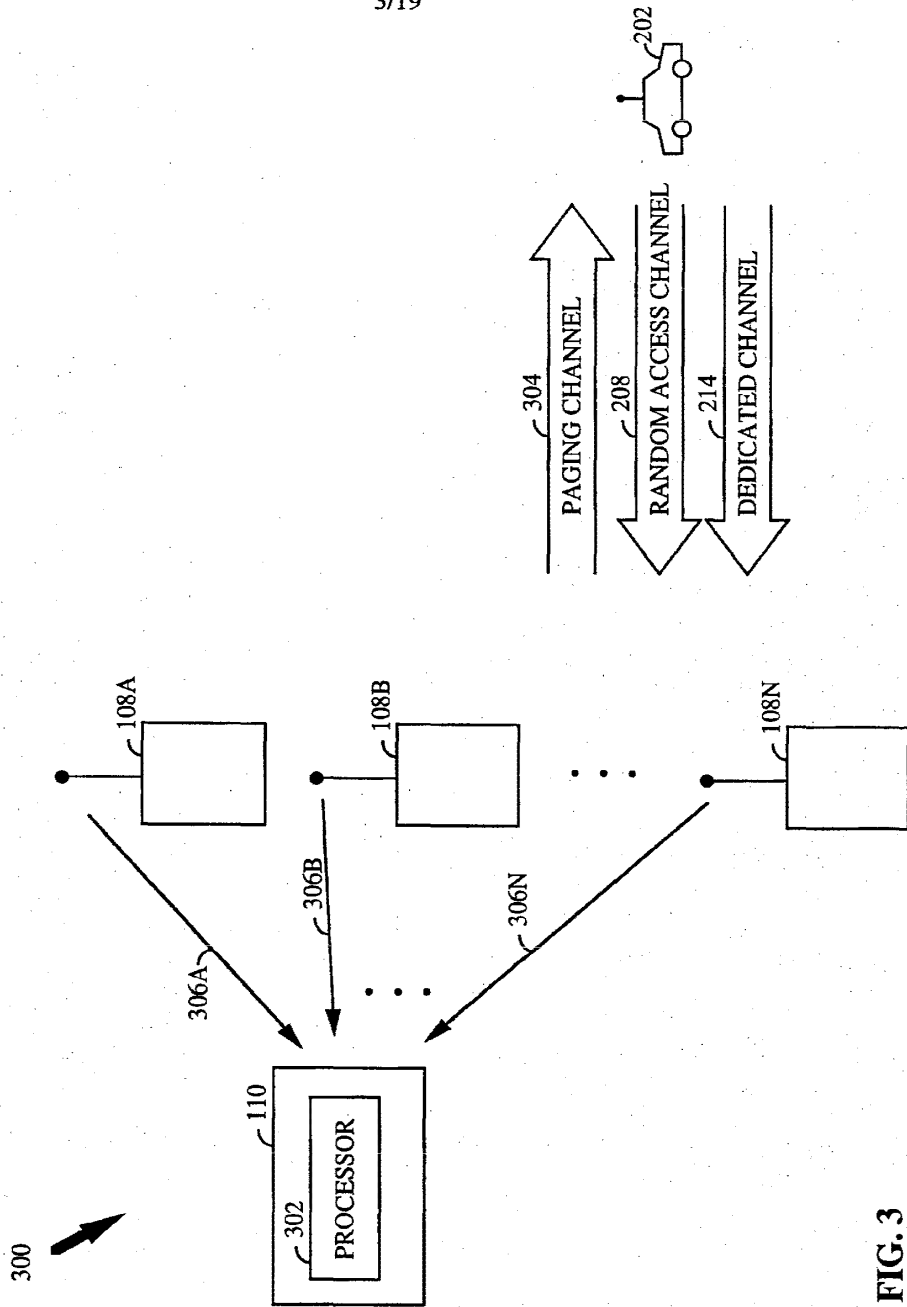 3/19
300
110
302
PROCESSOR
306A
306B
306N
108A
108B
108N
304
PAGING CHANNEL
208
RANDOM ACCESS CHANNEL
214
DEDICATED CHANNEL
202
FIG. 3